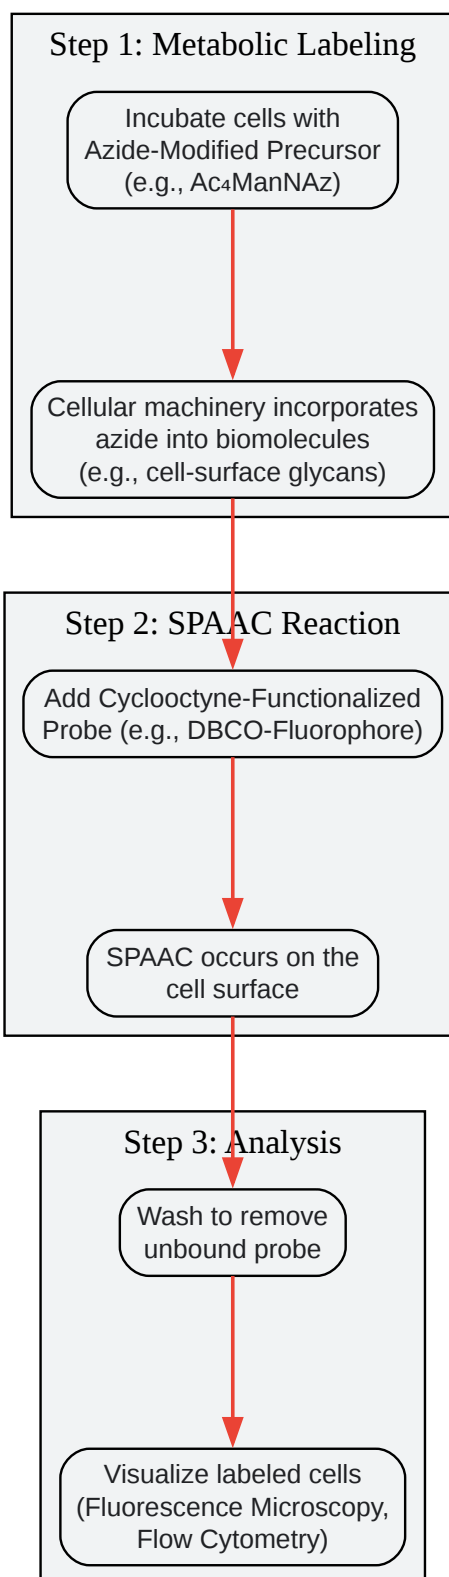 Step 1: Metabolic Labeling
Incubate cells with
Azide-Modified Precursor
(e.g., Ac₄ManNAz)
Cellular machinery incorporates
azide into biomolecules
(e.g., cell-surface glycans)
Step 2: SPAAC Reaction
Add Cyclooctyne-Functionalized
Probe (e.g., DBCO-Fluorophore)
SPAAC occurs on the
cell surface
Step 3: Analysis
Wash to remove
unbound probe
Visualize labeled cells
(Fluorescence Microscopy,
Flow Cytometry)